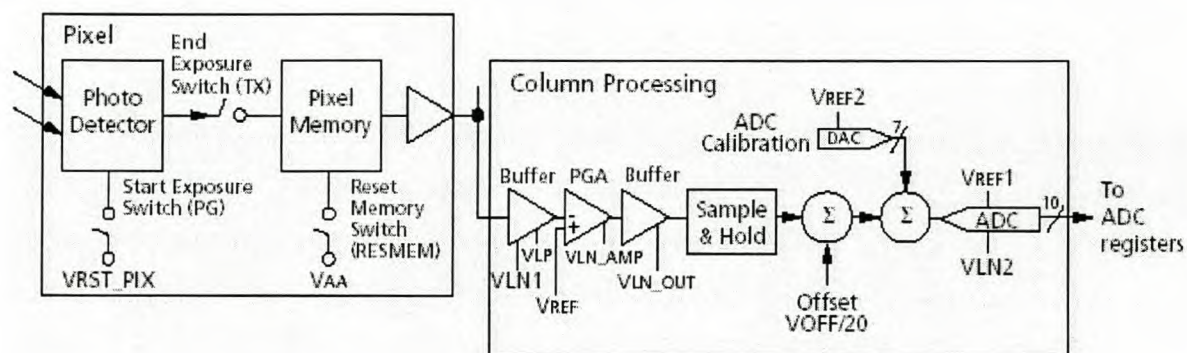 Pixel
End
Exposure
Switch (TX)
Photo
Detector
Pixel
Memory
Start Exposure
Switch (PG)
Reset
Memory
Switch
(RESMEM)
VRST_PIX
VAA
Column Processing
VREF2
ADC
Calibration
DAC
7
Buffer
PGA
Buffer
-
+
VLP
VLN1
VREF
VLN_AMP
VLN_OUT
Sample
& Hold
Σ
Σ
Offset
VOFF/20
VREF1
ADC
10
VLN2
To
ADC
registers